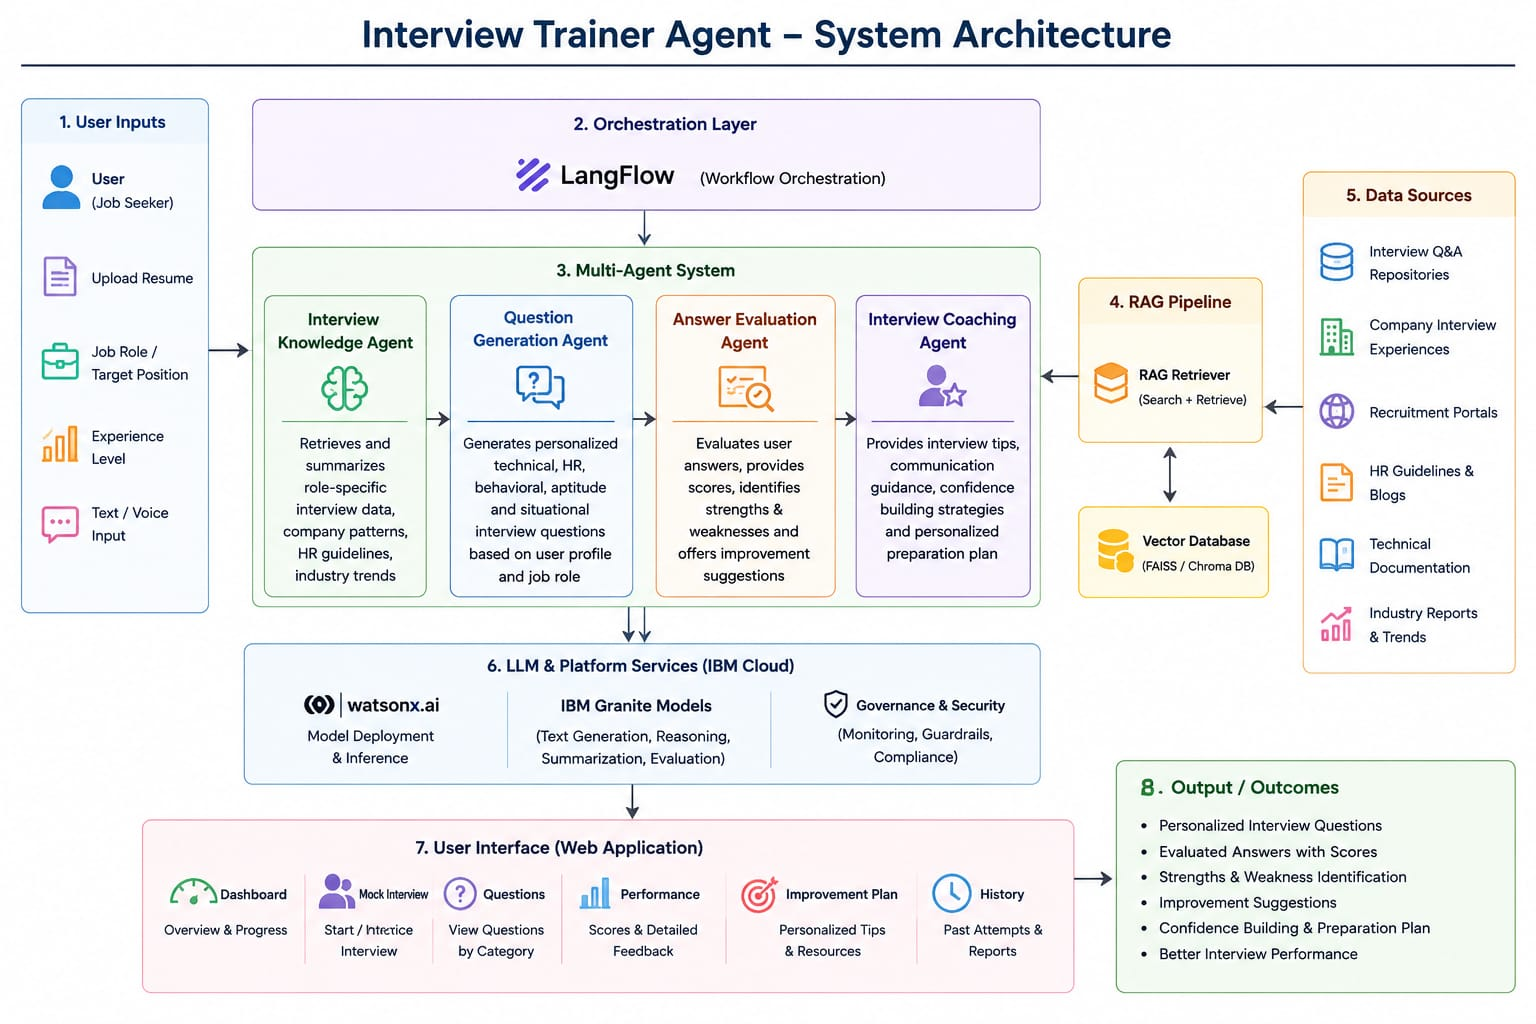 Interview Trainer Agent – System Architecture
1. User Inputs
User
(Job Seeker)
Upload Resume
Job Role /
Target Position
Experience
Level
Text / Voice
Input
2. Orchestration Layer
LangFlow (Workflow Orchestration)
3. Multi-Agent System
Interview
Knowledge Agent
Retrieves and
summarizes
role-specific
interview data,
company patterns,
HR guidelines,
industry trends
Question
Generation Agent
Generates personalized
technical, HR,
behavioral, aptitude
and situational
interview questions
based on user profile
and job role
Answer Evaluation
Agent
Evaluates user
answers, provides
scores, identifies
strengths &
weaknesses and
offers improvement
suggestions
Interview Coaching
Agent
Provides interview tips,
communication
guidance, confidence
building strategies
and personalized
preparation plan
4. RAG Pipeline
RAG Retriever
(Search + Retrieve)
Vector Database
(FAISS / Chroma DB)
5. Data Sources
Interview Q&A
Repositories
Company Interview
Experiences
Recruitment Portals
HR Guidelines &
Blogs
Technical
Documentation
Industry Reports
& Trends
6. LLM & Platform Services (IBM Cloud)
watsonx.ai
Model Deployment
& Inference
IBM Granite Models
(Text Generation, Reasoning,
Summarization, Evaluation)
Governance & Security
(Monitoring, Guardrails,
Compliance)
7. User Interface (Web Application)
Dashboard
Overview & Progress
Mock Interview
Start /
Interview
Questions
View Questions
by Category
Performance
Scores & Detailed
Feedback
Improvement Plan
Personalized Tips
& Resources
History
Past Attempts &
Reports
8. Output / Outcomes
• Personalized Interview Questions
• Evaluated Answers with Scores
• Strengths & Weakness Identification
• Improvement Suggestions
• Confidence Building & Preparation Plan
• Better Interview Performance